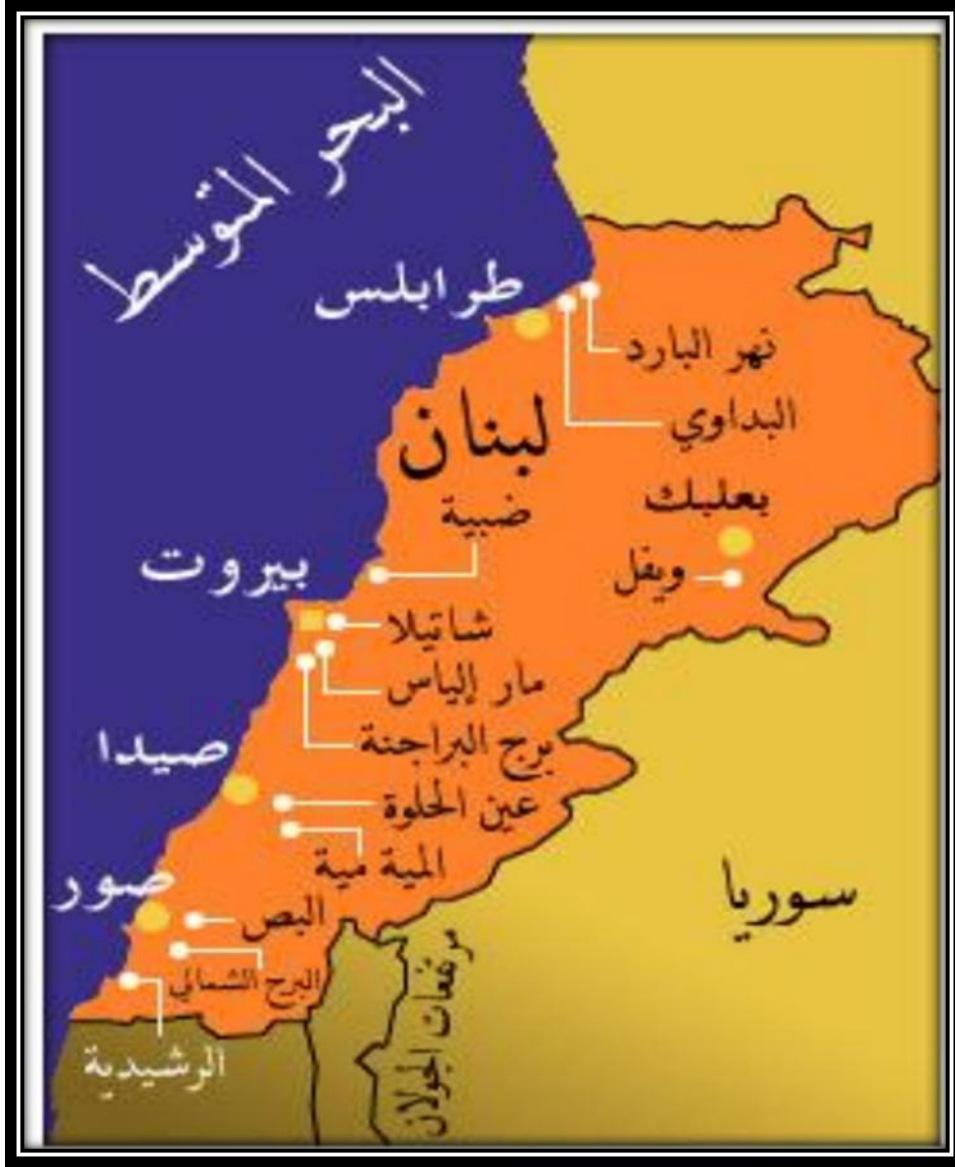 البحر المتوسط
طرابلس
نهر البارد
البداوي
لبنان
بعلبك
ضبية
بيروت
ويفل
شاتيلا
مار إلياس
صيدا
برج البراجنة
عين الحلوة
المية مية
صور
سوريا
البص
البرج الشمالي
مرتفعات الجولان
الرشيدية